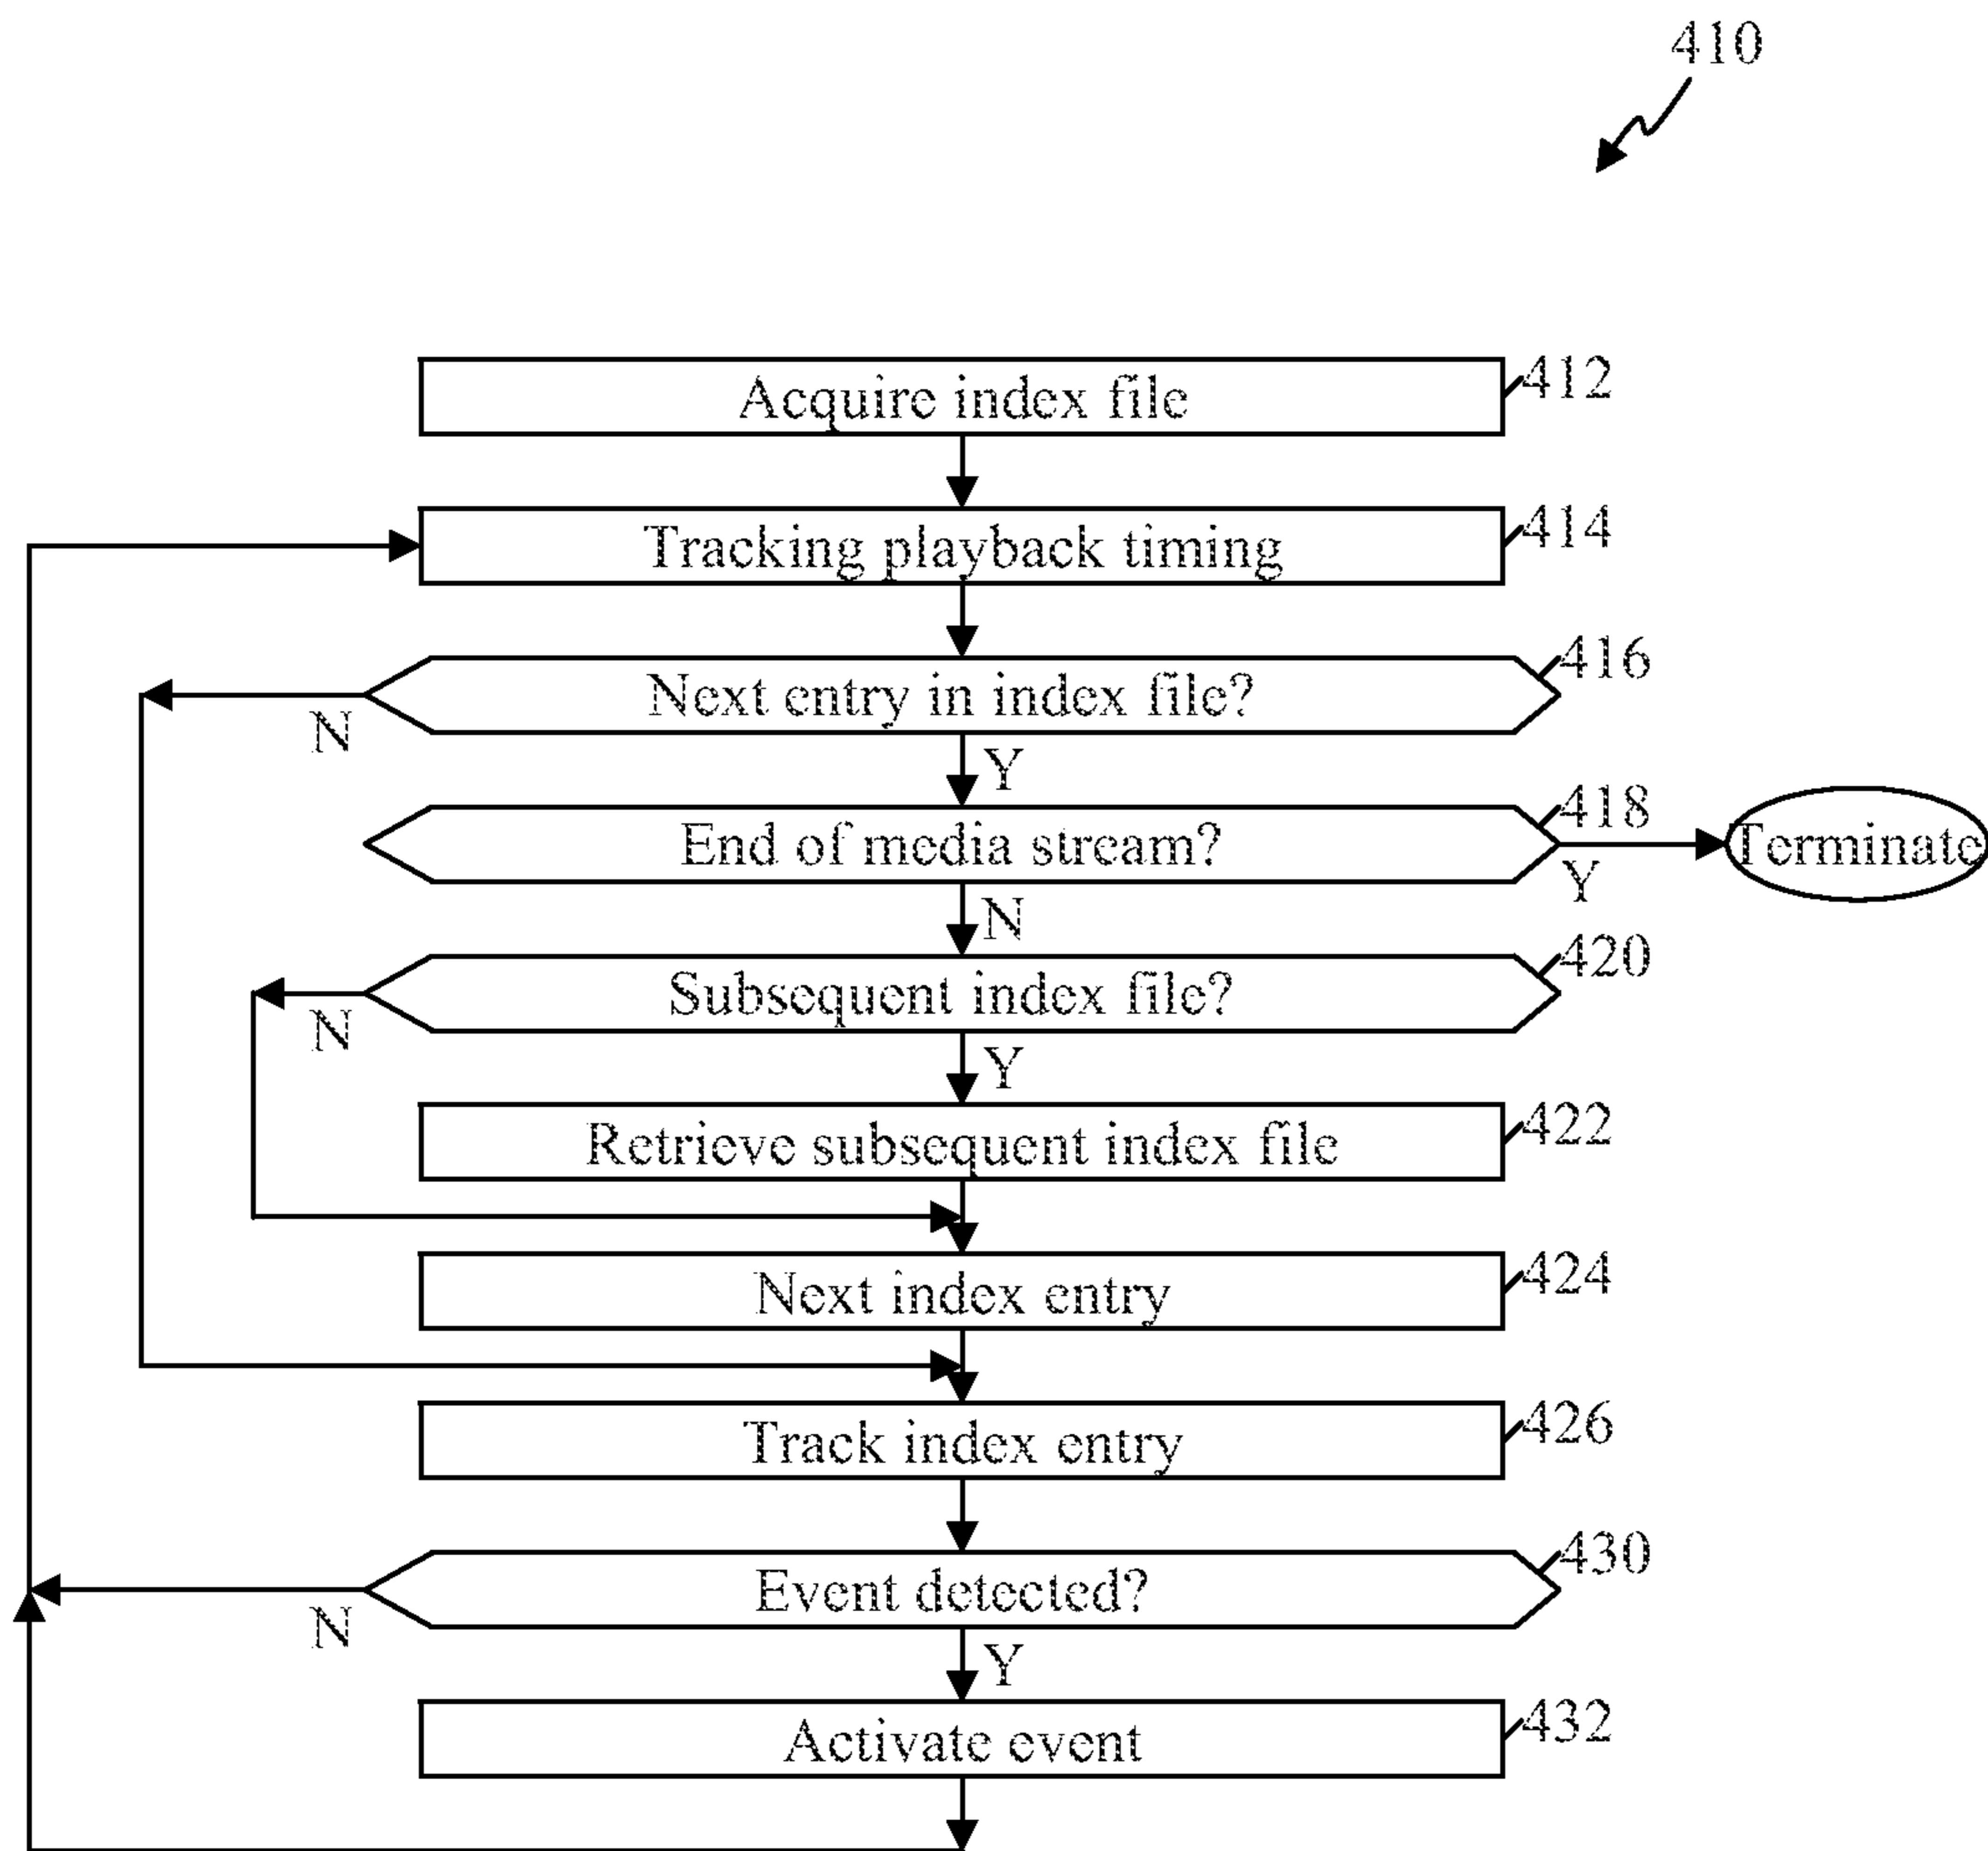 410
Acquire index file
412
Tracking playback timing
414
Next entry in index file?
416
N
Y
End of media stream?
418
Terminate
Y
N
Subsequent index file?
420
N
Y
Retrieve subsequent index file
422
Next index entry
424
Track index entry
426
Event detected?
430
N
Y
Activate event
432